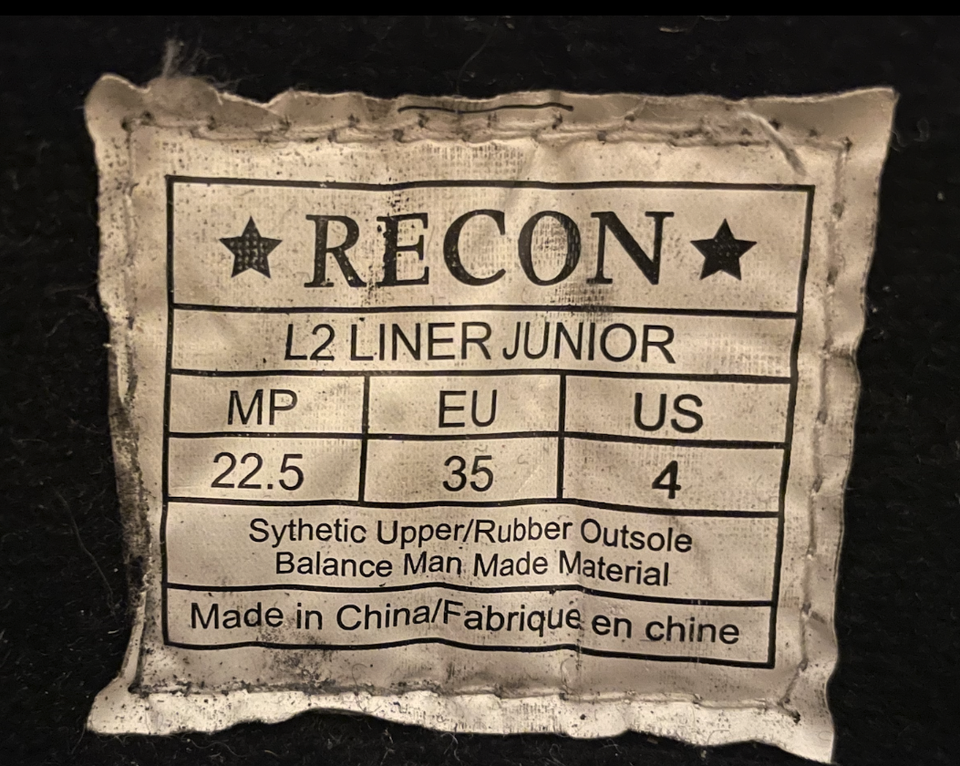 ★ RECON ★
L2 LINER JUNIOR
MP EU US
22.5 35 4
Sythetic Upper/Rubber Outsole
Balance Man Made Material
Made in China/Fabriqué en chine